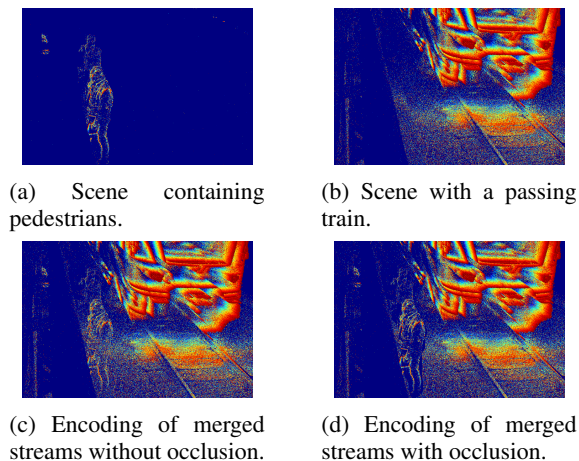 (a) Scene containing
pedestrians.
(b) Scene with a passing
train.
(c) Encoding of merged
streams without occlusion.
(d) Encoding of merged
streams with occlusion.